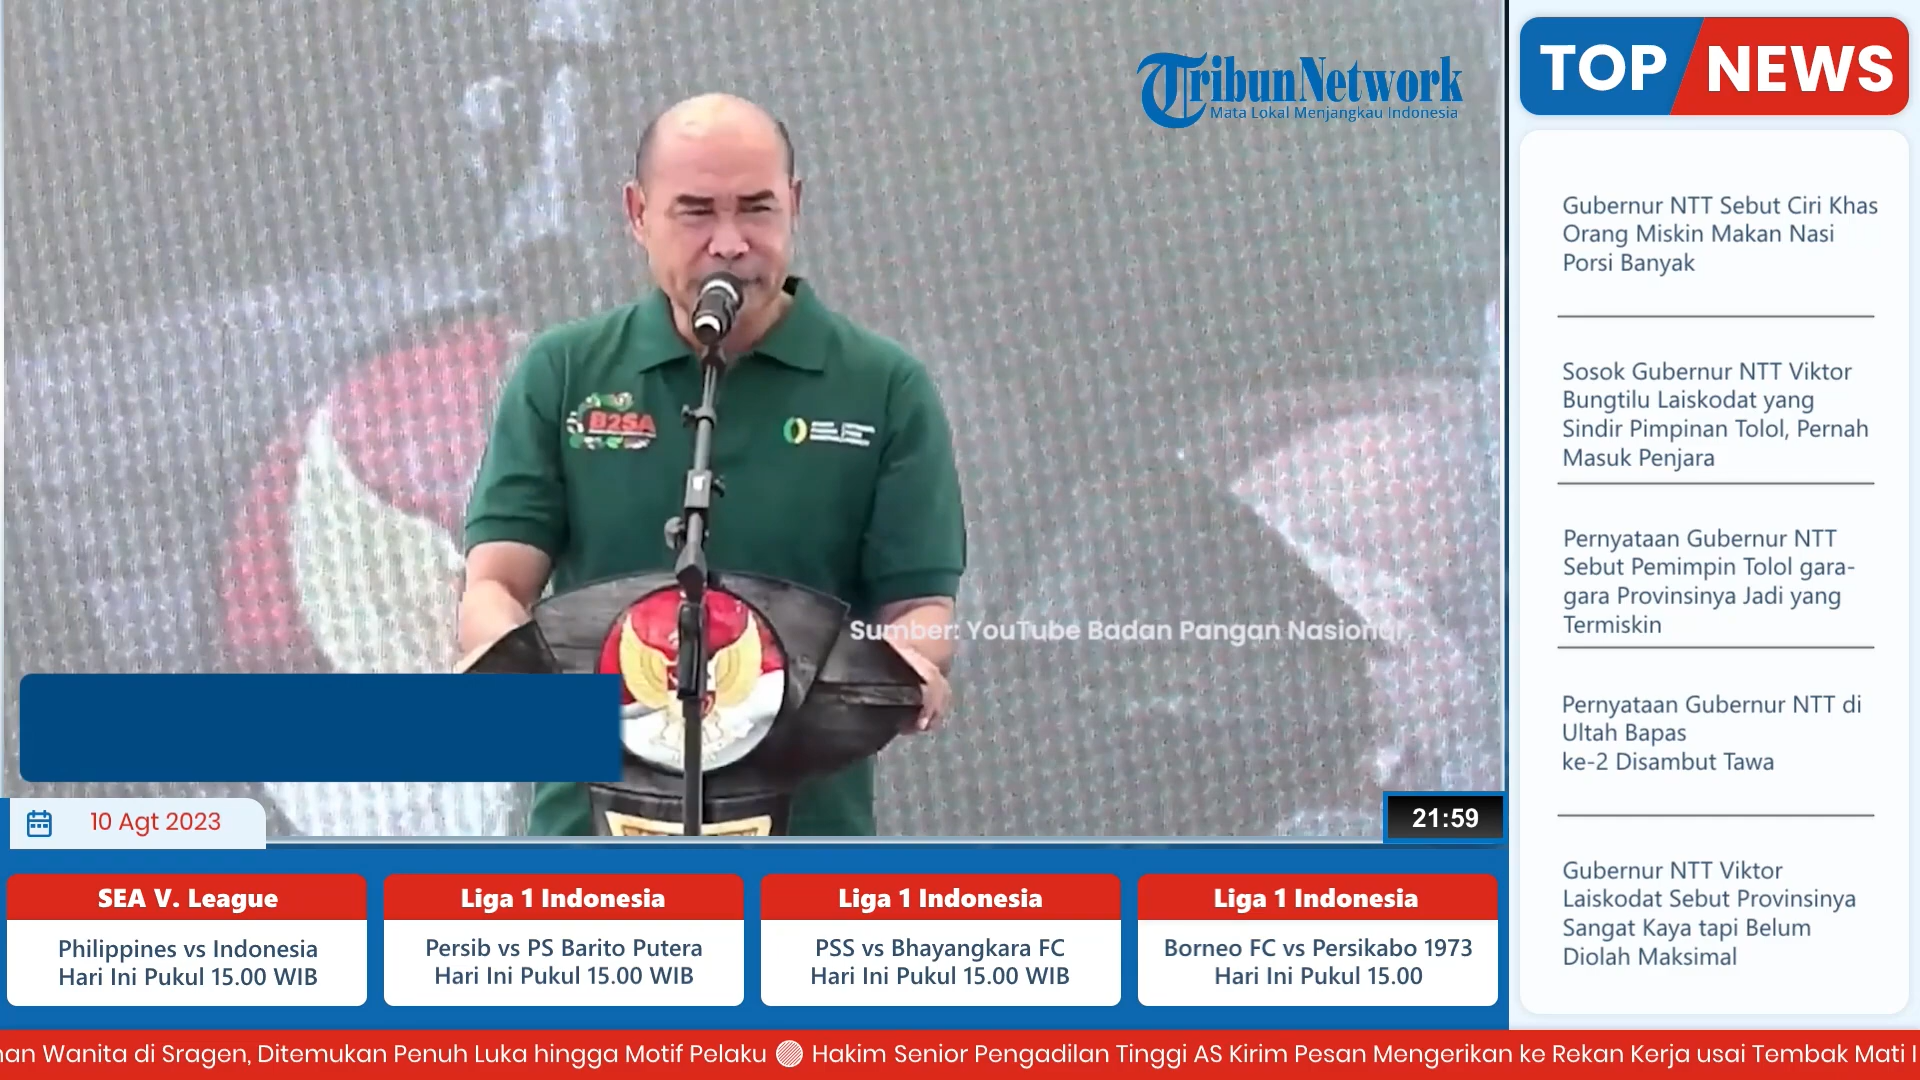 TribunNetwork
Mata Lokal Menjangkau Indonesia
B2SA
Sumber: YouTube Badan Pangan Nasional
10 Agt 2023
21:59
TOP NEWS
Gubernur NTT Sebut Ciri Khas
Orang Miskin Makan Nasi
Porsi Banyak
Sosok Gubernur NTT Viktor
Bungtilu Laiskodat yang
Sindir Pimpinan Tolol, Pernah
Masuk Penjara
Pernyataan Gubernur NTT
Sebut Pemimpin Tolol gara-
gara Provinsinya Jadi yang
Termiskin
Pernyataan Gubernur NTT di
Ultah Bapas
ke-2 Disambut Tawa
Gubernur NTT Viktor
Laiskodat Sebut Provinsinya
Sangat Kaya tapi Belum
Diolah Maksimal
SEA V. League
Philippines vs Indonesia
Hari Ini Pukul 15.00 WIB
Liga 1 Indonesia
Persib vs PS Barito Putera
Hari Ini Pukul 15.00 WIB
Liga 1 Indonesia
PSS vs Bhayangkara FC
Hari Ini Pukul 15.00 WIB
Liga 1 Indonesia
Borneo FC vs Persikabo 1973
Hari Ini Pukul 15.00
an Wanita di Sragen, Ditemukan Penuh Luka hingga Motif Pelaku Hakim Senior Pengadilan Tinggi AS Kirim Pesan Mengerikan ke Rekan Kerja usai Tembak Mati I